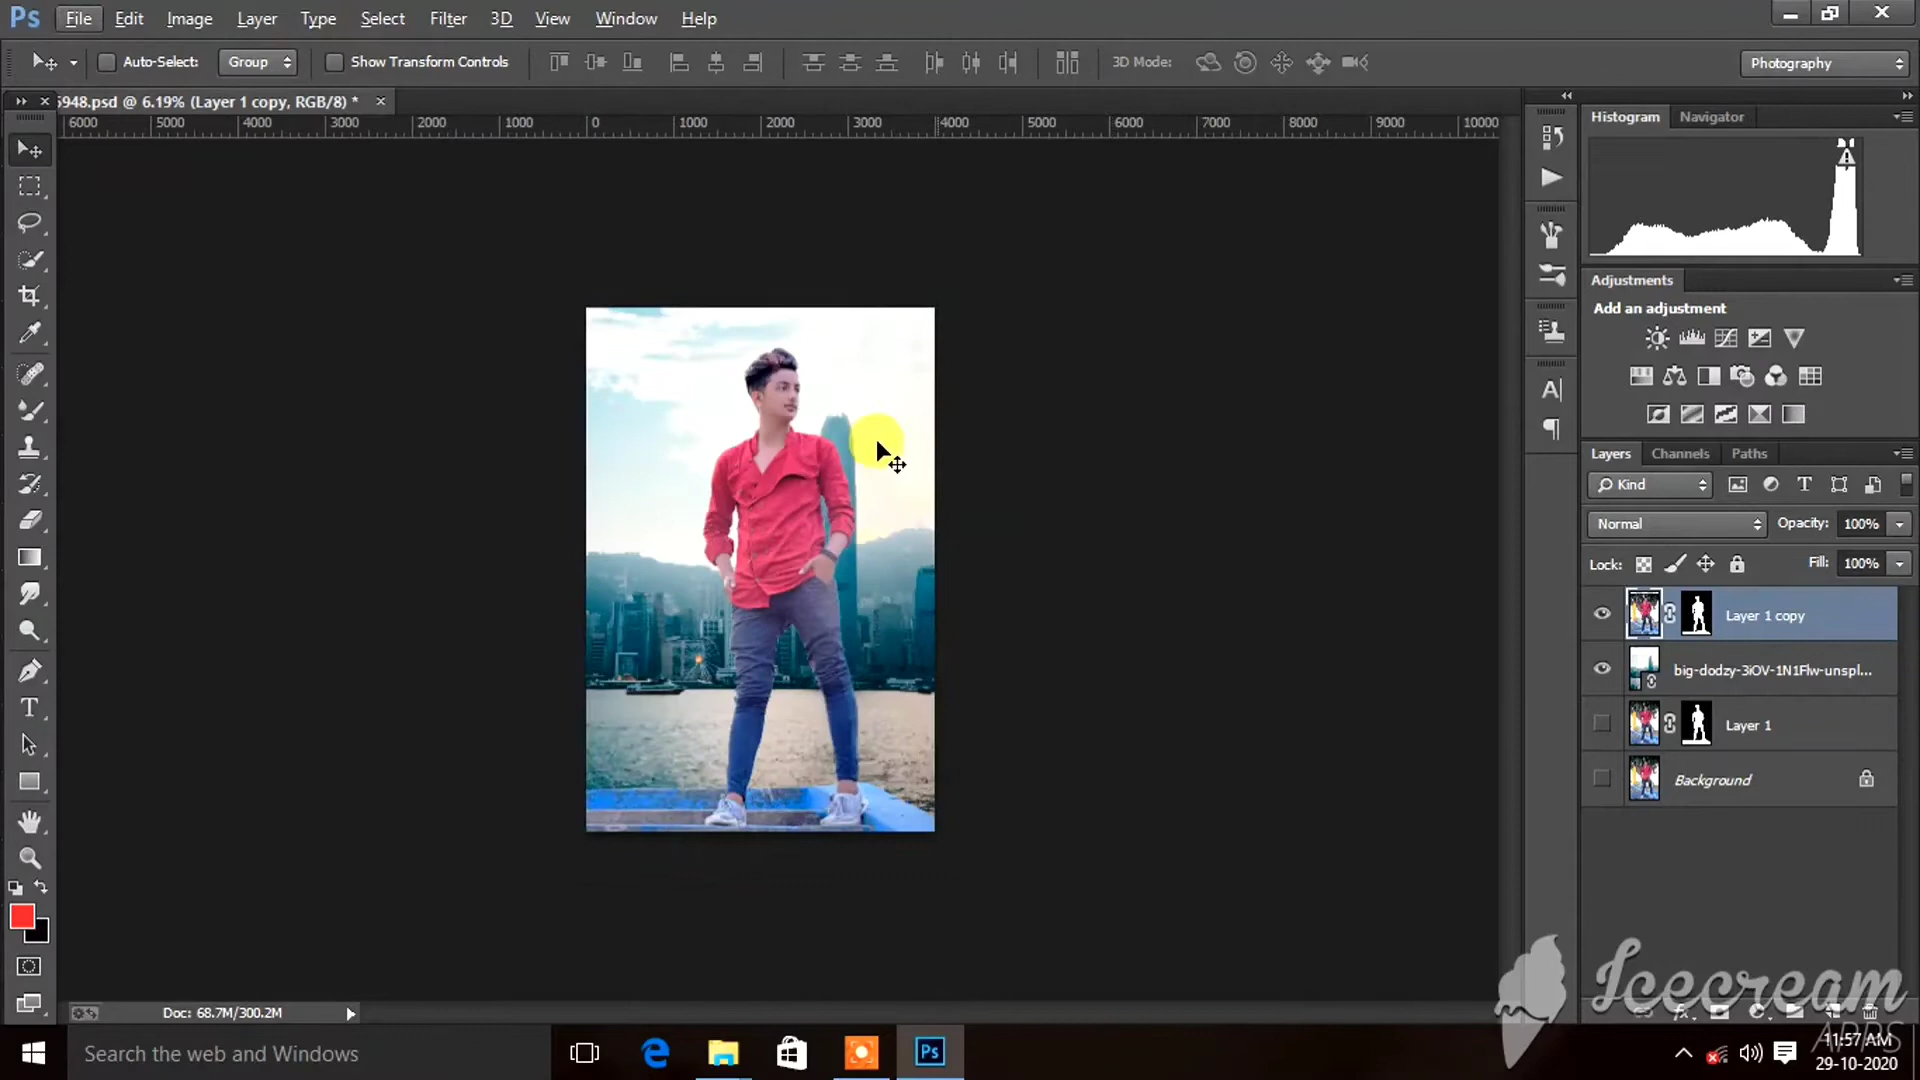 Ps File Edit Image Layer Type Select Filter 3D View Window Help
Auto-Select: Group Show Transform Controls 3D Mode: Photography
5948.psd @ 6.19% (Layer 1 copy, RGB/8) * ×
6000 5000 4000 3000 2000 1000 0 1000 2000 3000 4000 5000 6000 7000 8000 9000 10000
Histogram Navigator
Adjustments
Add an adjustment
Layers Channels Paths
Kind
Normal Opacity: 100%
Lock: Fill: 100%
Layer 1 copy
big-dodzy-3iOV-1N1Flw-unspl...
Layer 1
Background
Doc: 68.7M/300.2M
Icecream
APPS
Search the web and Windows
Ps
11:57 AM
29-10-2020